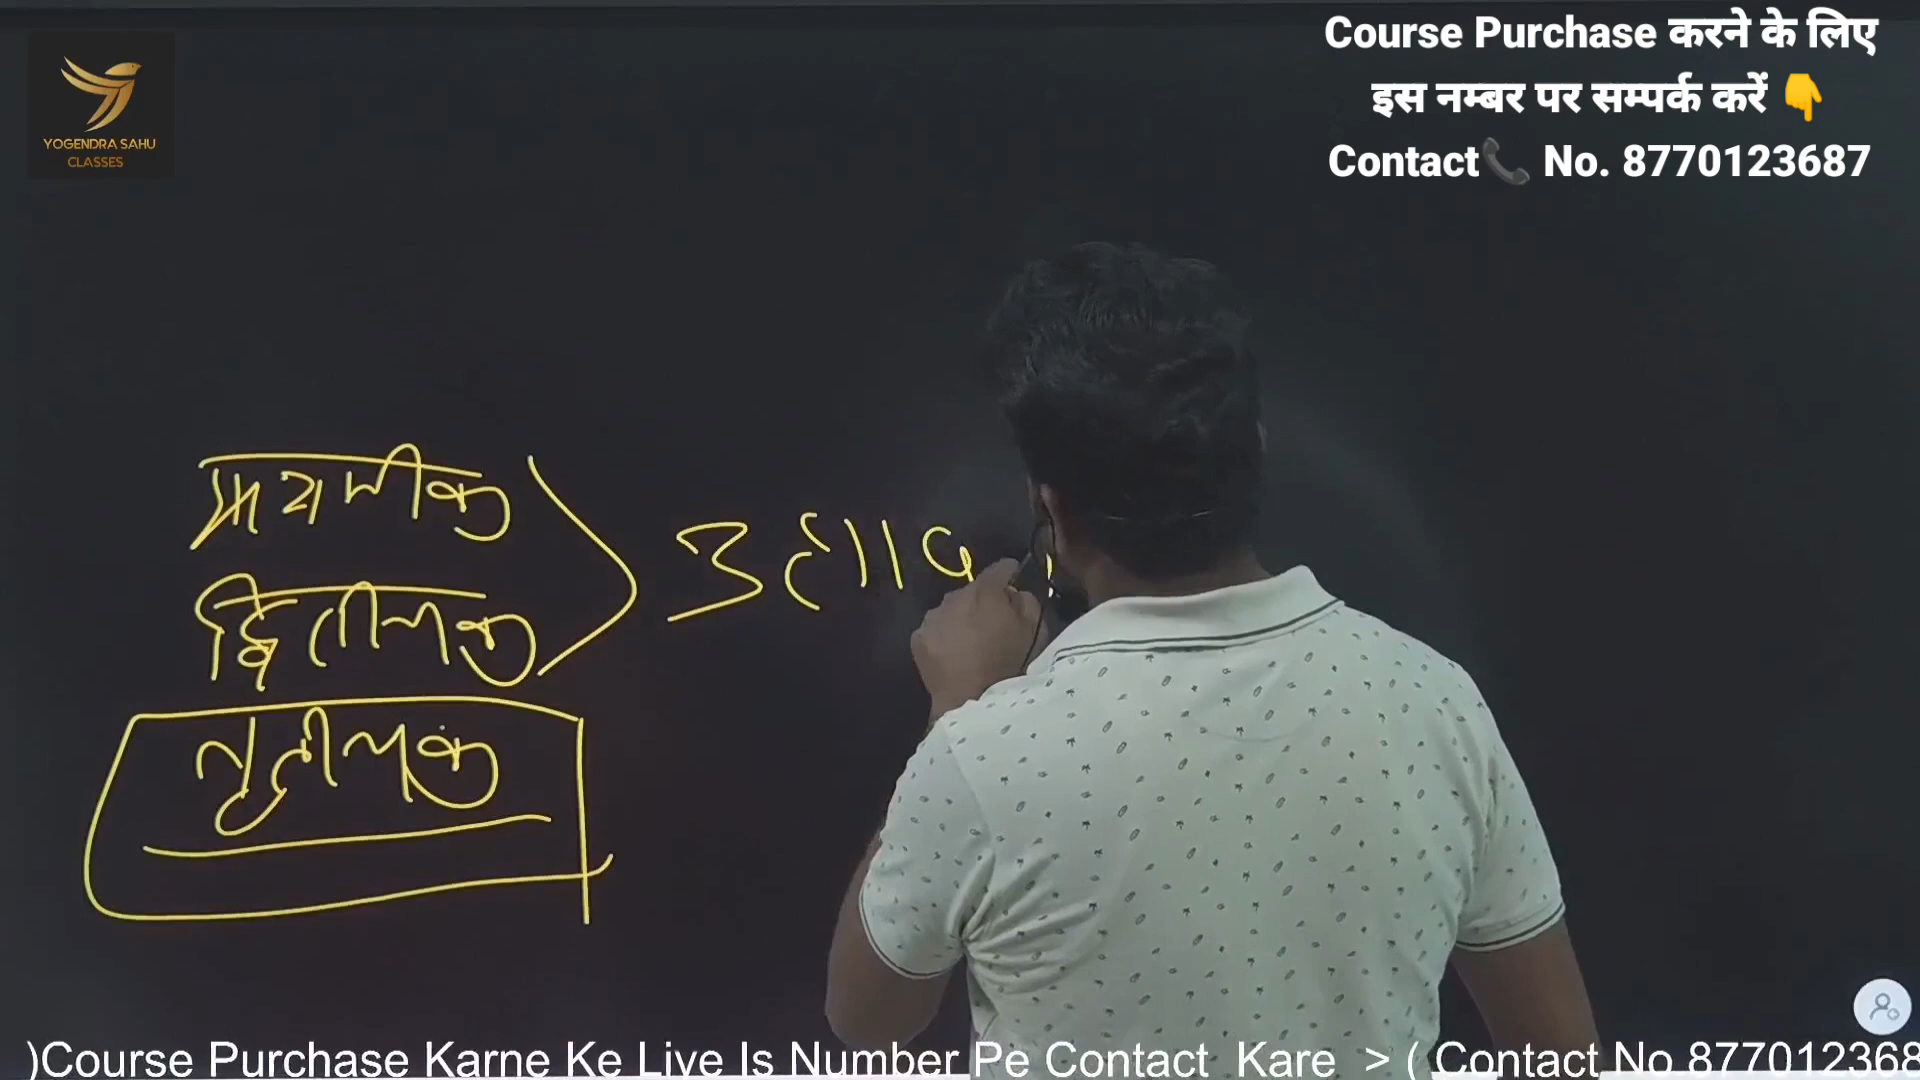 Course Purchase करने के लिए
इस नम्बर पर सम्पर्क करें 👇
Contact📞 No. 8770123687
YOGENDRA SAHU
CLASSES
प्राथमीक
द्वितीयक
तृतीयक
)Course Purchase Karne Ke Live Is Number Pe Contact Kare > ( Contact No 877012368